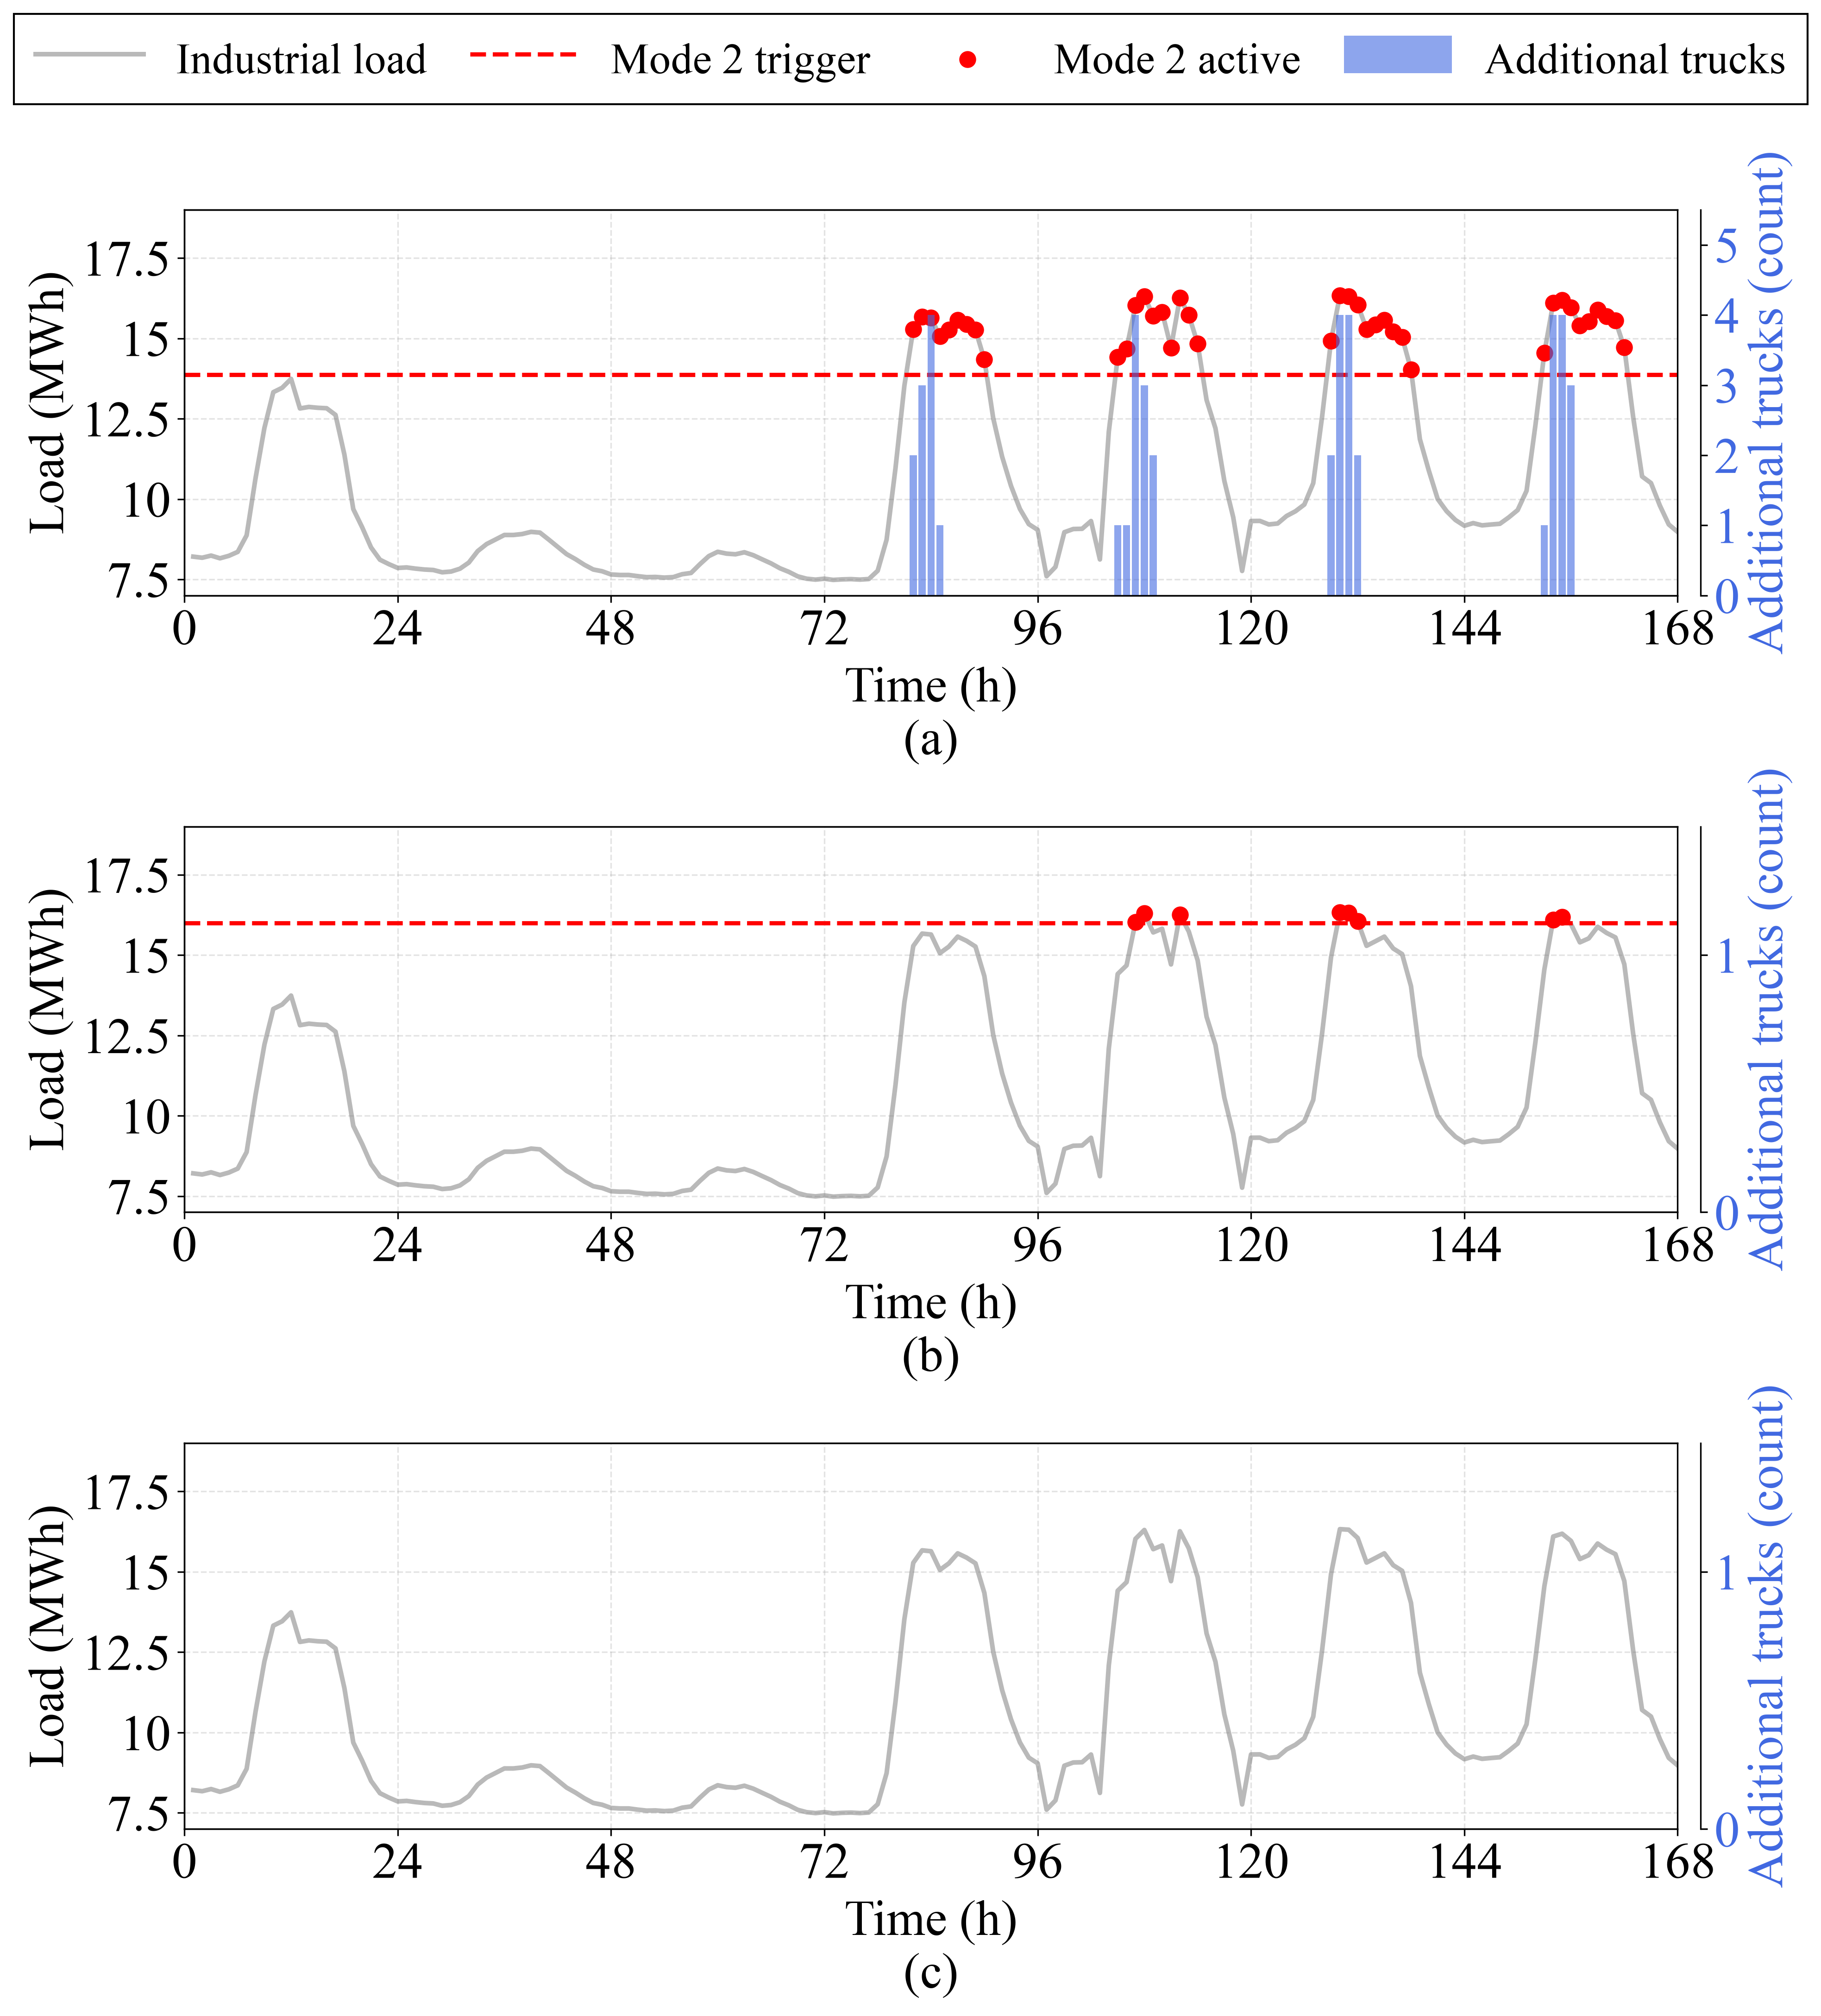 Industrial load Mode 2 trigger Mode 2 active Additional trucks
Load (MWh)
17.5
15
12.5
10
7.5
0 24 48 72 96 120 144 168
Time (h)
5
4
3
2
1
0
Additional trucks (count)
(a)
Load (MWh)
17.5
15
12.5
10
7.5
0 24 48 72 96 120 144 168
Time (h)
1
0
Additional trucks (count)
(b)
Load (MWh)
17.5
15
12.5
10
7.5
0 24 48 72 96 120 144 168
Time (h)
1
0
Additional trucks (count)
(c)